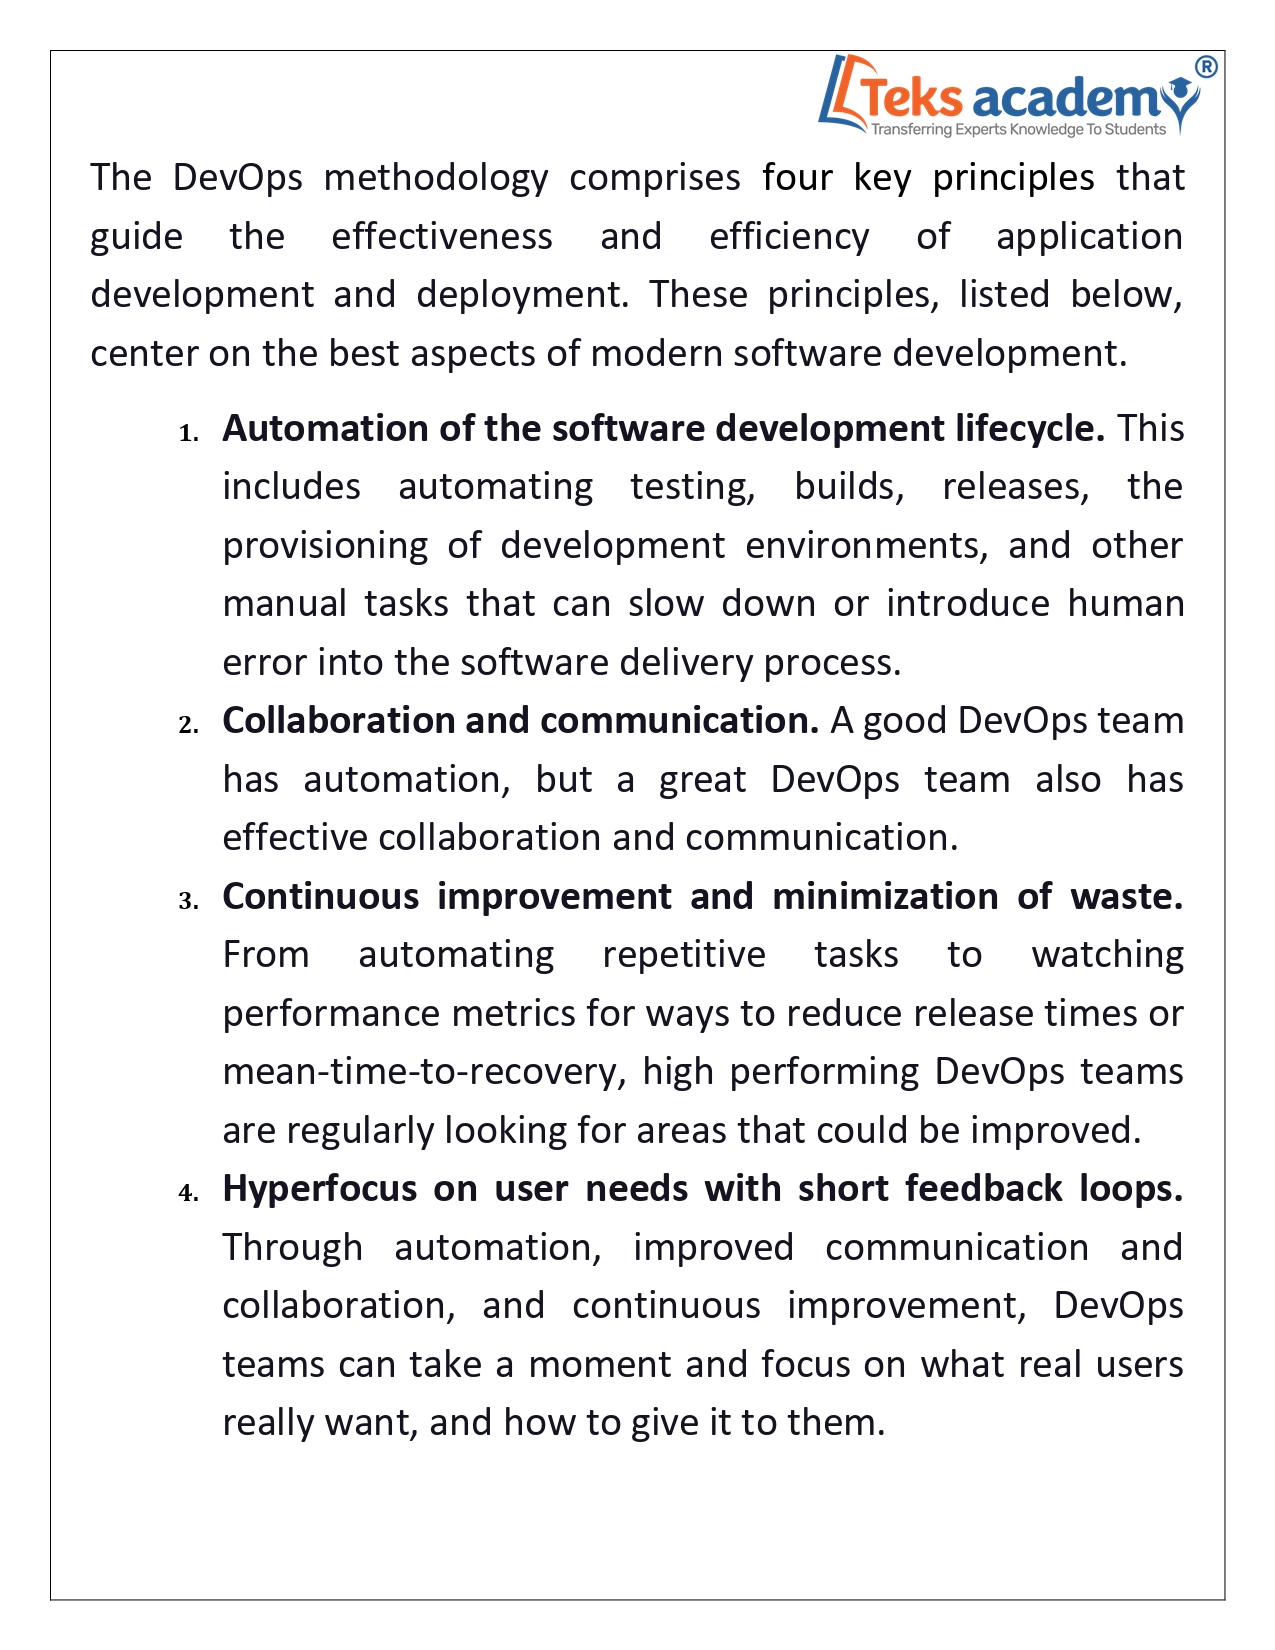 Teks academy ®
Transferring Experts Knowledge To Students
The DevOps methodology comprises four key principles that
guide the effectiveness and efficiency of application
development and deployment. These principles, listed below,
center on the best aspects of modern software development.
1. Automation of the software development lifecycle. This
includes automating testing, builds, releases, the
provisioning of development environments, and other
manual tasks that can slow down or introduce human
error into the software delivery process.
2. Collaboration and communication. A good DevOps team
has automation, but a great DevOps team also has
effective collaboration and communication.
3. Continuous improvement and minimization of waste.
From automating repetitive tasks to watching
performance metrics for ways to reduce release times or
mean-time-to-recovery, high performing DevOps teams
are regularly looking for areas that could be improved.
4. Hyperfocus on user needs with short feedback loops.
Through automation, improved communication and
collaboration, and continuous improvement, DevOps
teams can take a moment and focus on what real users
really want, and how to give it to them.